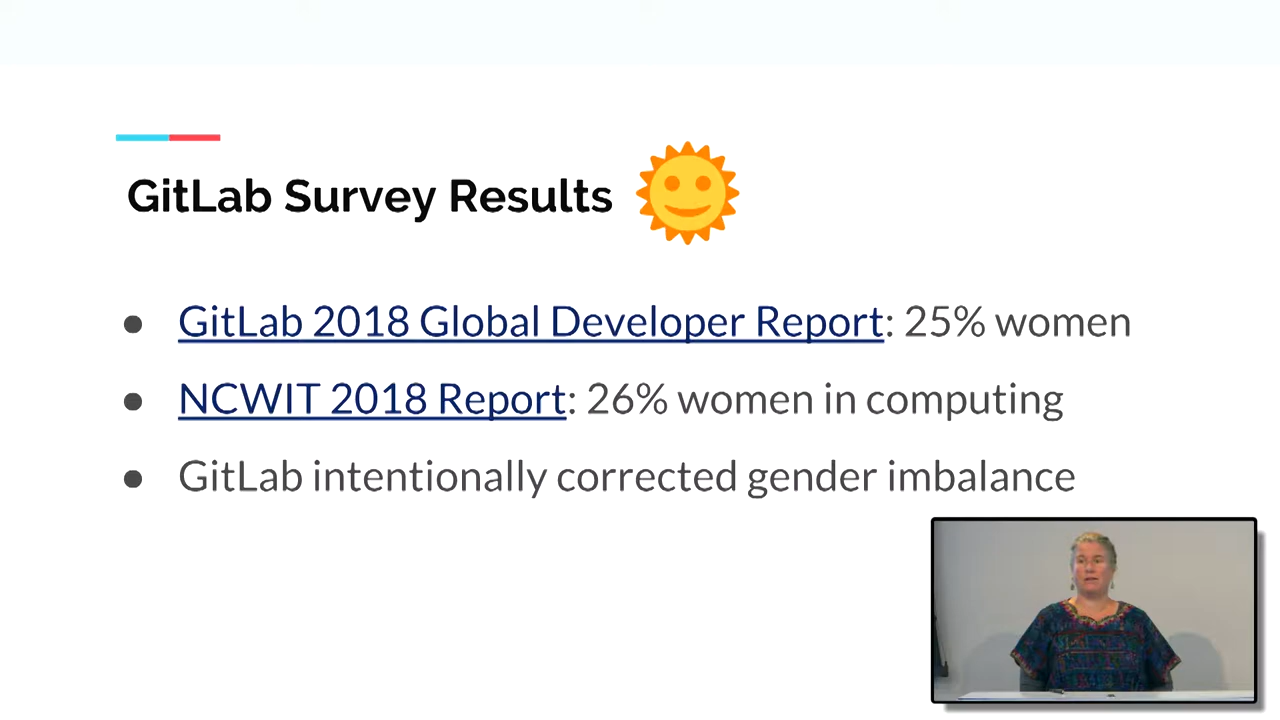 GitLab Survey Results
● GitLab 2018 Global Developer Report: 25% women
● NCWIT 2018 Report: 26% women in computing
● GitLab intentionally corrected gender imbalance